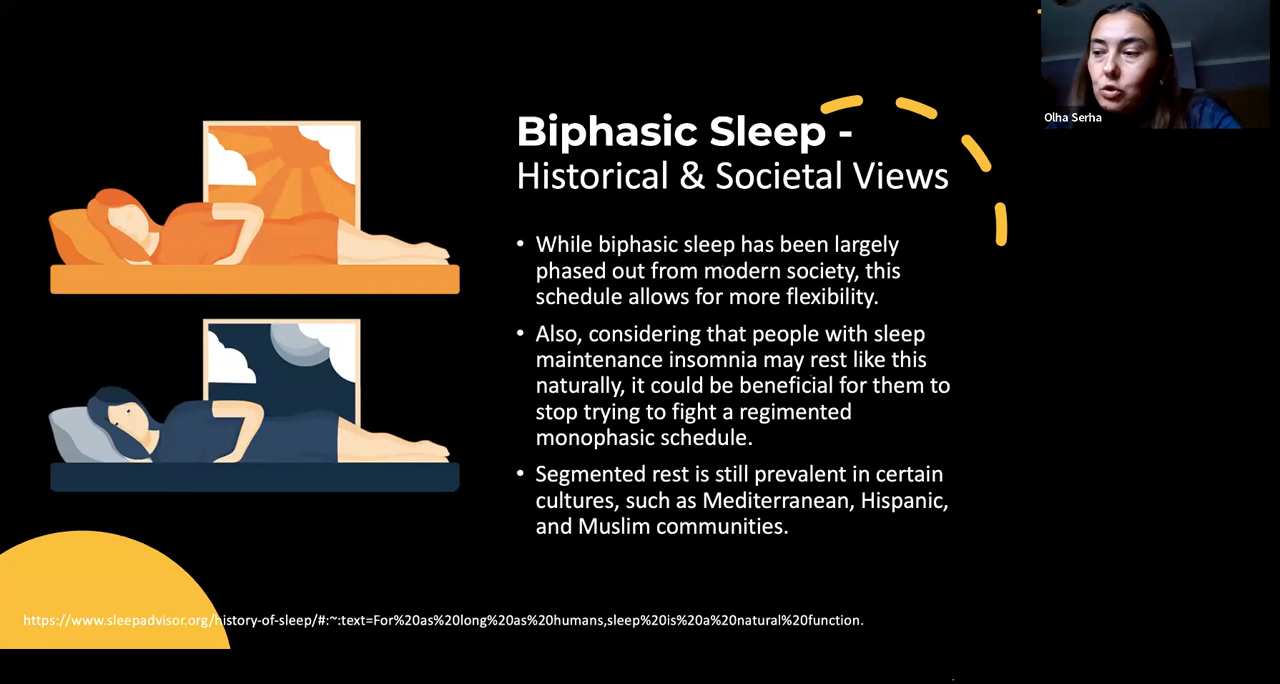 Olha Serha
Biphasic Sleep -
Historical & Societal Views
• While biphasic sleep has been largely
phased out from modern society, this
schedule allows for more flexibility.
• Also, considering that people with sleep
maintenance insomnia may rest like this
naturally, it could be beneficial for them to
stop trying to fight a regimented
monophasic schedule.
• Segmented rest is still prevalent in certain
cultures, such as Mediterranean, Hispanic,
and Muslim communities.
https://www.sleepadvisor.org/history-of-sleep/#:~:text=For%20as%20long%20as%20humans,sleep%20is%20a%20natural%20function.